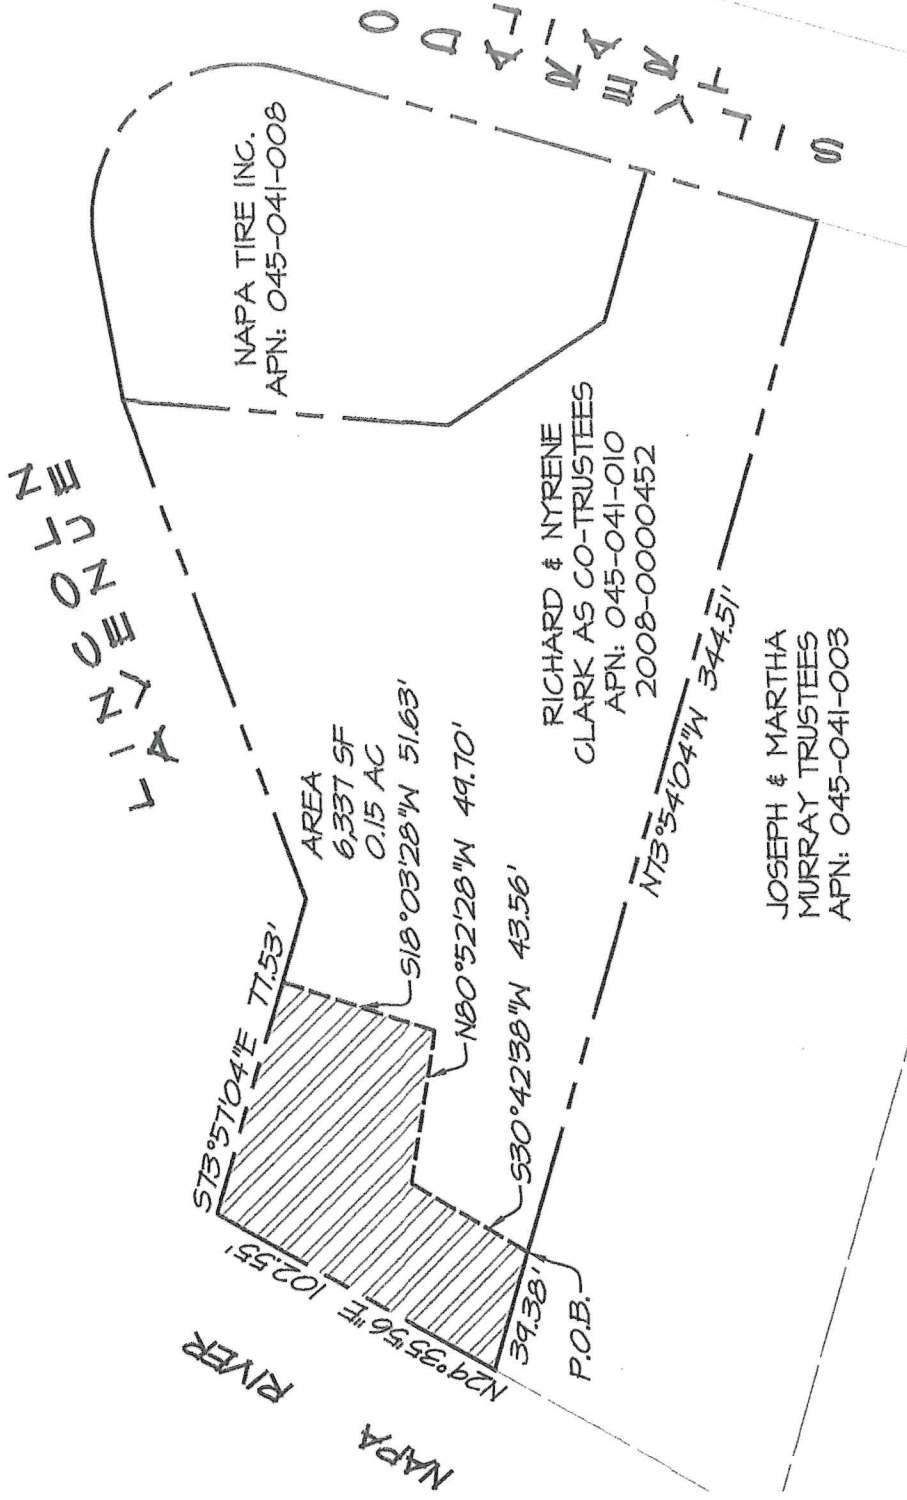 LINCOLN
AVENUE
SILVERADO
TRAIL
NAPA TIRE INC.
APN: 045-041-008
AREA
6,337 SF
0.15 AC
S73°57'04"E 77.53'
S18°03'28"W 51.63'
N80°52'28"W 49.70'
S30°42'38"W 43.56'
N29°35'56"E 102.55'
39.38'
P.O.B.
NAPA RIVER
RICHARD & NYRENE
CLARK AS CO-TRUSTEES
APN: 045-041-010
2008-0000452
N73°54'04"W 344.51'
JOSEPH & MARTHA
MURRAY TRUSTEES
APN: 045-041-003